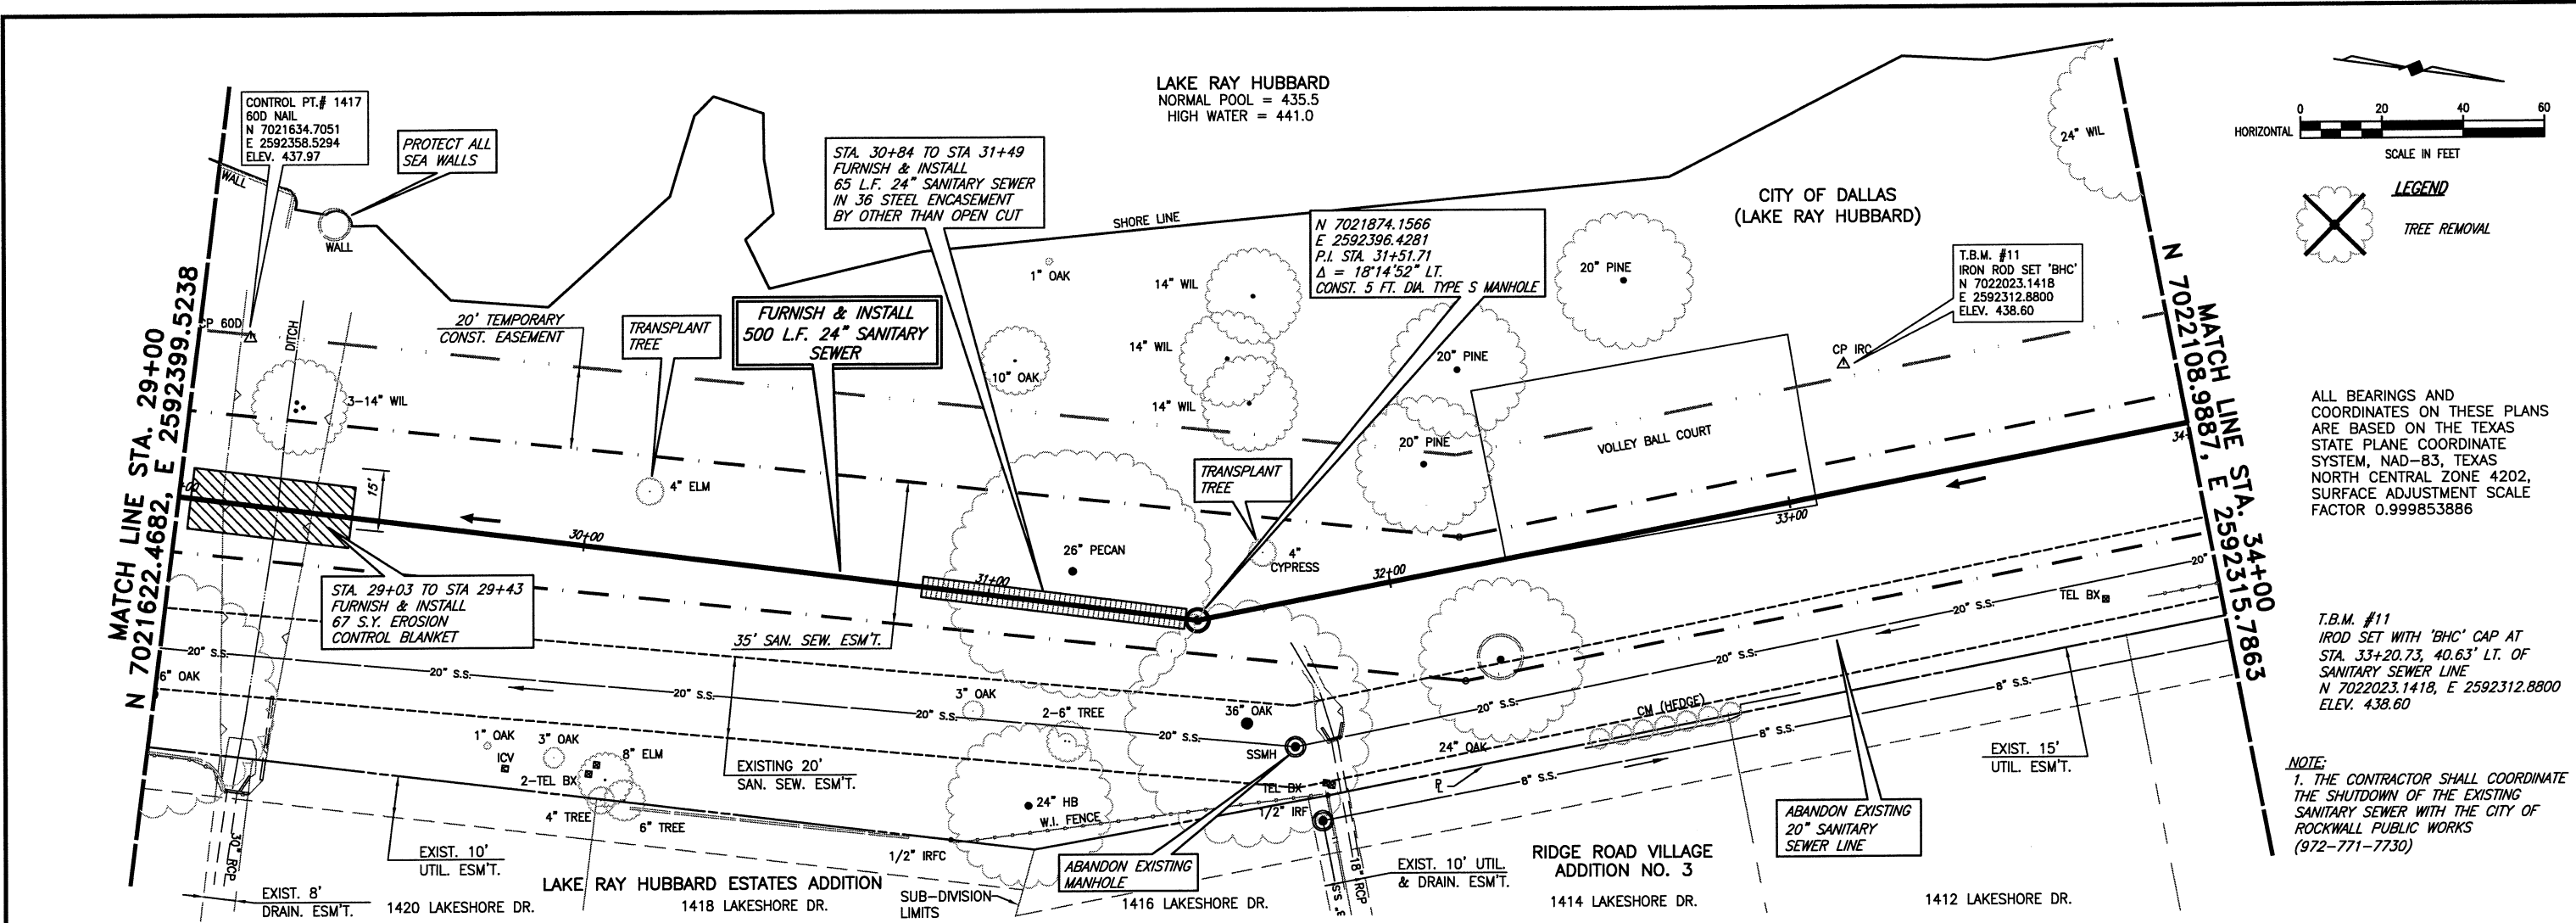 LAKE RAY HUBBARD
NORMAL POOL = 435.5
HIGH WATER = 441.0
CONTROL PT.# 1417
60D NAIL
N 7021634.7051
E 2592358.5294
ELEV. 437.97
PROTECT ALL
SEA WALLS
WALL
WALL
STA. 30+84 TO STA 31+49
FURNISH & INSTALL
65 L.F. 24" SANITARY SEWER
IN 36 STEEL ENCASEMENT
BY OTHER THAN OPEN CUT
SHORE LINE
N 7021874.1566
E 2592396.4281
P.I. STA. 31+51.71
Δ = 18°14'52" LT.
CONST. 5 FT. DIA. TYPE S MANHOLE
CITY OF DALLAS
(LAKE RAY HUBBARD)
24" WIL
0 20 40 60
HORIZONTAL
SCALE IN FEET
LEGEND
TREE REMOVAL
T.B.M. #11
IRON ROD SET 'BHC'
N 7022023.1418
E 2592312.8800
ELEV. 438.60
CP IRC
MATCH LINE STA. 29+00
N 7021622.4682, E 2592399.5238
CP 60D
DITCH
20' TEMPORARY
CONST. EASEMENT
TRANSPLANT
TREE
FURNISH & INSTALL
500 L.F. 24" SANITARY
SEWER
1" OAK
10" OAK
14" WIL
14" WIL
14" WIL
20" PINE
20" PINE
20" PINE
VOLLEY BALL COURT
3-14" WIL
4" ELM
15'
+00
30+00
31+00
32+00
33+00
34+
26" PECAN
TRANSPLANT
TREE
4"
CYPRESS
MATCH LINE STA. 34+00
N 7022108.9887, E 2592315.7863
ALL BEARINGS AND
COORDINATES ON THESE PLANS
ARE BASED ON THE TEXAS
STATE PLANE COORDINATE
SYSTEM, NAD-83, TEXAS
NORTH CENTRAL ZONE 4202,
SURFACE ADJUSTMENT SCALE
FACTOR 0.999853886
STA. 29+03 TO STA 29+43
FURNISH & INSTALL
67 S.Y. EROSION
CONTROL BLANKET
35' SAN. SEW. ESM'T.
TEL BX
20"
20" S.S.
20" S.S.
20" S.S.
20" S.S.
20" S.S.
20" S.S.
20" S.S.
20" S.S.
20" S.S.
6" OAK
3" OAK
2-6" TREE
36" OAK
SSMH
24" OAK
CM (HEDGE)
8" S.S.
8" S.S.
8" S.S.
T.B.M. #11
IROD SET WITH 'BHC' CAP AT
STA. 33+20.73, 40.63' LT. OF
SANITARY SEWER LINE
N 7022023.1418, E 2592312.8800
ELEV. 438.60
1" OAK
3" OAK
ICV
8" ELM
2-TEL BX
4" TREE
6" TREE
EXISTING 20'
SAN. SEW. ESM'T.
24" HB
W.I. FENCE
TEL BX
1/2" IRF
PL
EXIST. 15'
UTIL. ESM'T.
ABANDON EXISTING
20" SANITARY
SEWER LINE
NOTE:
1. THE CONTRACTOR SHALL COORDINATE
THE SHUTDOWN OF THE EXISTING
SANITARY SEWER WITH THE CITY OF
ROCKWALL PUBLIC WORKS
(972-771-7730)
30" RCP
EXIST. 10'
UTIL. ESM'T.
1/2" IRFC
ABANDON EXISTING
MANHOLE
18" RCP
EXIST. 10' UTIL.
& DRAIN. ESM'T.
RIDGE ROAD VILLAGE
ADDITION NO. 3
EXIST. 8'
DRAIN. ESM'T.
LAKE RAY HUBBARD ESTATES ADDITION
SUB-DIVISION
LIMITS
1420 LAKESHORE DR.
1418 LAKESHORE DR.
1416 LAKESHORE DR.
1414 LAKESHORE DR.
1412 LAKESHORE DR.